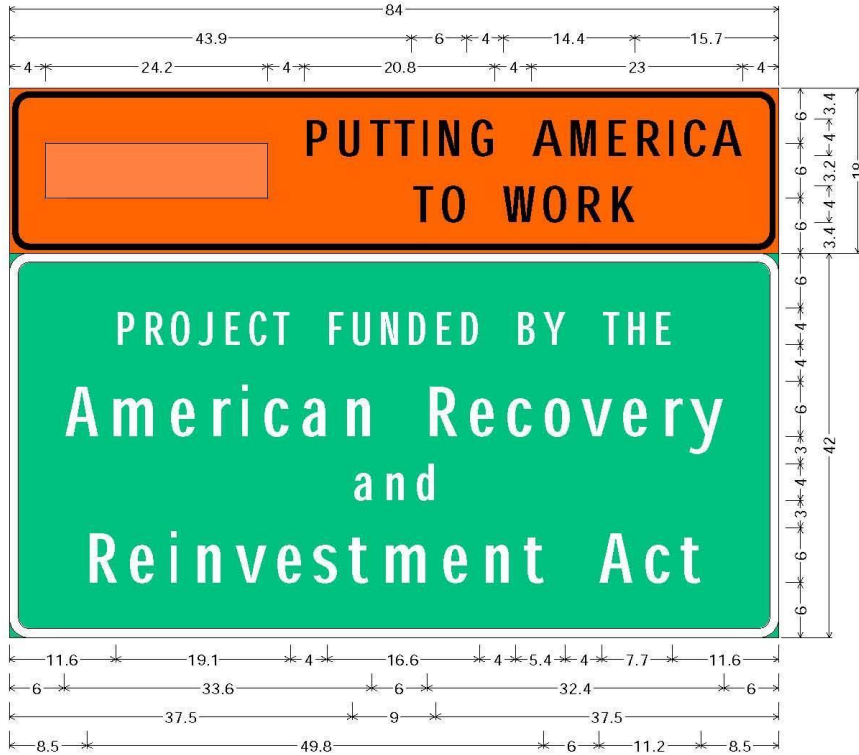 84
43.9 6 4 14.4 15.7
4 24.2 4 20.8 4 23 4
PUTTING AMERICA
TO WORK
6 6 6
3.4 4 3.2 4 3.4
18
PROJECT FUNDED BY THE
American Recovery
and
Reinvestment Act
6 4 4 6 3 4 3 6 6
42
11.6 19.1 4 16.6 4 5.4 4 7.7 11.6
6 33.6 6 32.4 6
37.5 9 37.5
8.5 49.8 6 11.2 8.5